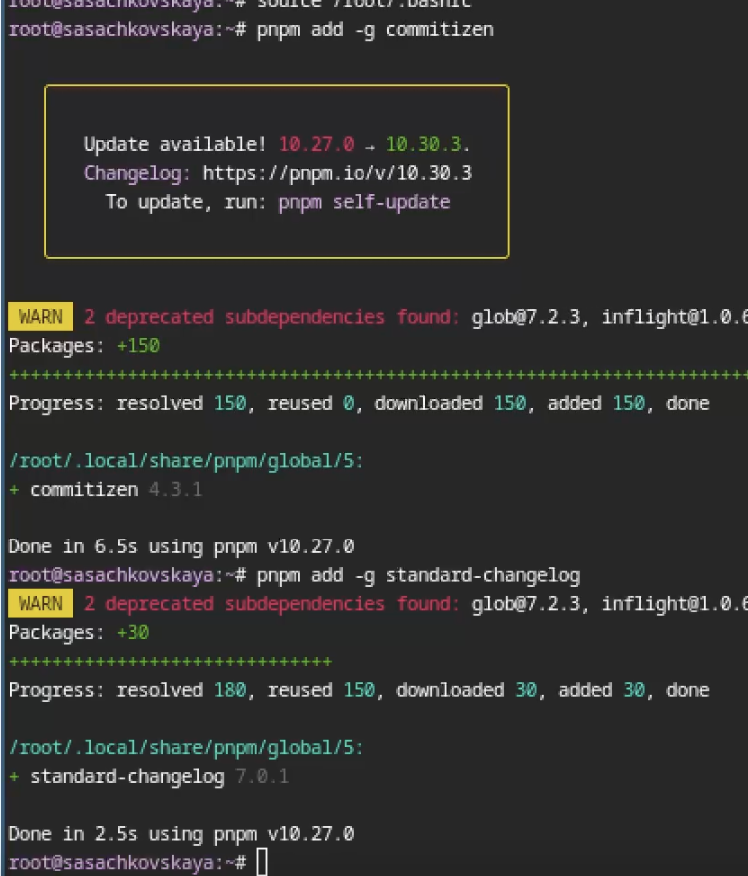 root@sasachkovskaya:~# source /root/.bashrc
root@sasachkovskaya:~# pnpm add -g commitizen
Update available! 10.27.0 → 10.30.3.
Changelog: https://pnpm.io/v/10.30.3
To update, run: pnpm self-update
WARN 2 deprecated subdependencies found: glob@7.2.3, inflight@1.0.6
Packages: +150
+++++++++++++++++++++++++++++++++++++++++++++++++++++++++++++++++++++
Progress: resolved 150, reused 0, downloaded 150, added 150, done
/root/.local/share/pnpm/global/5:
+ commitizen 4.3.1
Done in 6.5s using pnpm v10.27.0
root@sasachkovskaya:~# pnpm add -g standard-changelog
WARN 2 deprecated subdependencies found: glob@7.2.3, inflight@1.0.6
Packages: +30
++++++++++++++++++++++++++++++
Progress: resolved 180, reused 150, downloaded 30, added 30, done
/root/.local/share/pnpm/global/5:
+ standard-changelog 7.0.1
Done in 2.5s using pnpm v10.27.0
root@sasachkovskaya:~#